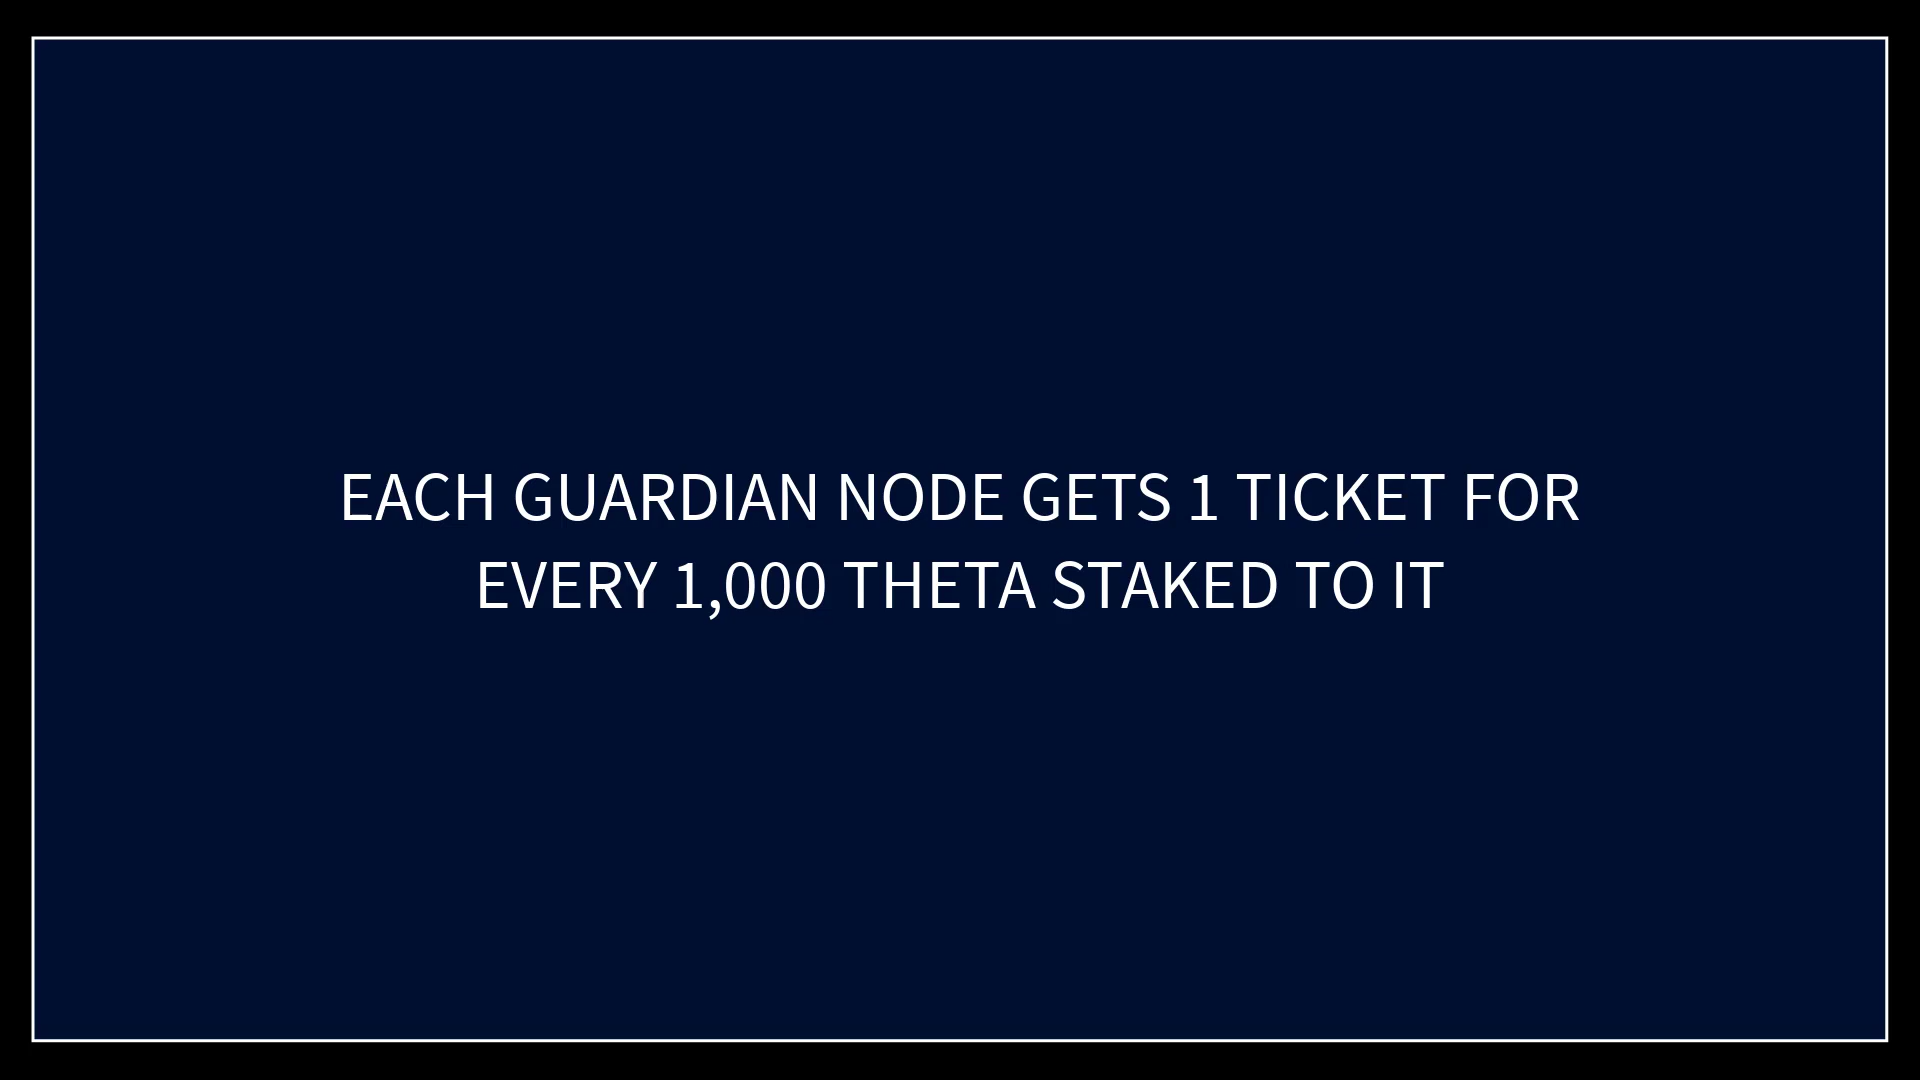 EACH GUARDIAN NODE GETS 1 TICKET FOR
EVERY 1,000 THETA STAKED TO IT